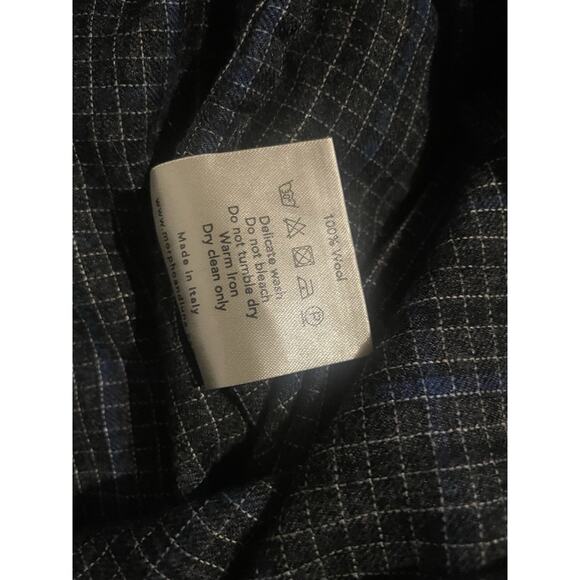 100% Wool
30
P
Delicate wash
Do not bleach
Do not tumble dry
Warm Iron
Dry clean only
Made in Italy